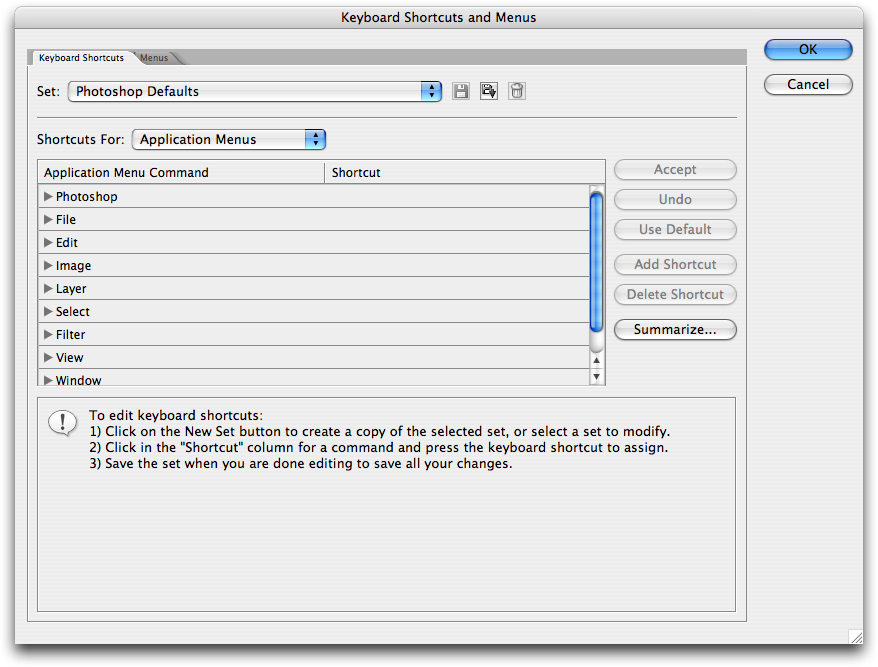 Keyboard Shortcuts and Menus
Keyboard Shortcuts Menus
OK
Set: Photoshop Defaults
Cancel
Shortcuts For: Application Menus
Application Menu Command Shortcut
Accept
Photoshop
Undo
File
Use Default
Edit
Image
Add Shortcut
Layer
Delete Shortcut
Select
Summarize...
Filter
View
Window
To edit keyboard shortcuts:
1) Click on the New Set button to create a copy of the selected set, or select a set to modify.
2) Click in the "Shortcut" column for a command and press the keyboard shortcut to assign.
3) Save the set when you are done editing to save all your changes.